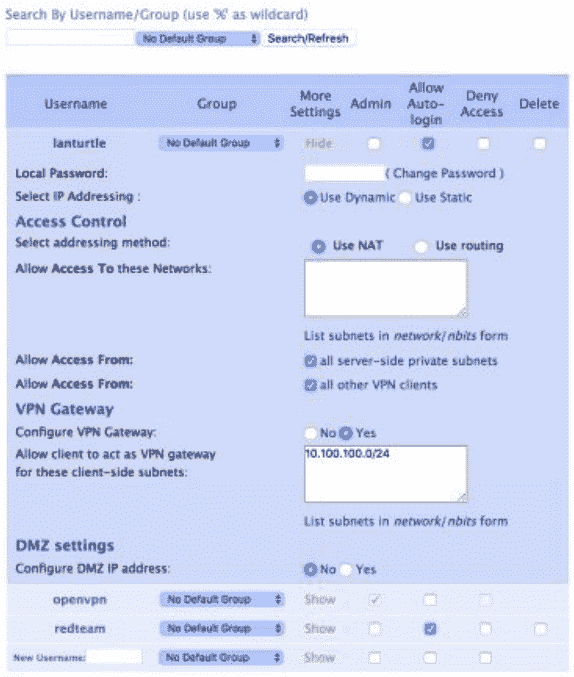 Search By Username/Group (use '%' as wildcard)
No Default Group Search/Refresh
Username Group More Settings Admin Allow Auto-login Deny Access Delete
lanturtle No Default Group Hide
Local Password: ( Change Password )
Select IP Addressing : Use Dynamic Use Static
Access Control
Select addressing method: Use NAT Use routing
Allow Access To these Networks:
List subnets in network/nbits form
Allow Access From: all server-side private subnets
Allow Access From: all other VPN clients
VPN Gateway
Configure VPN Gateway: No Yes
Allow client to act as VPN gateway
for these client-side subnets:
10.100.100.0/24
List subnets in network/nbits form
DMZ settings
Configure DMZ IP address: No Yes
openvpn No Default Group Show
redteam No Default Group Show
New Username: No Default Group Show